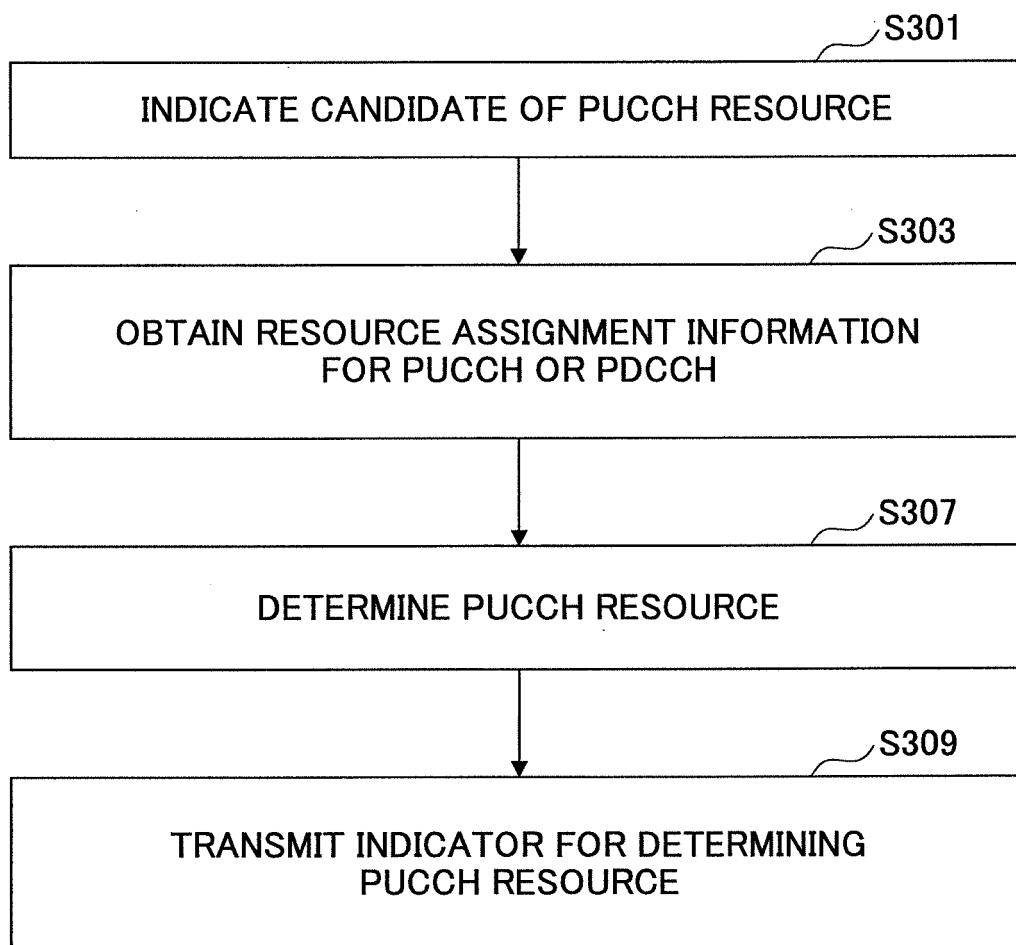 S301
INDICATE CANDIDATE OF PUCCH RESOURCE
S303
OBTAIN RESOURCE ASSIGNMENT INFORMATION
FOR PUCCH OR PDCCH
S307
DETERMINE PUCCH RESOURCE
S309
TRANSMIT INDICATOR FOR DETERMINING
PUCCH RESOURCE